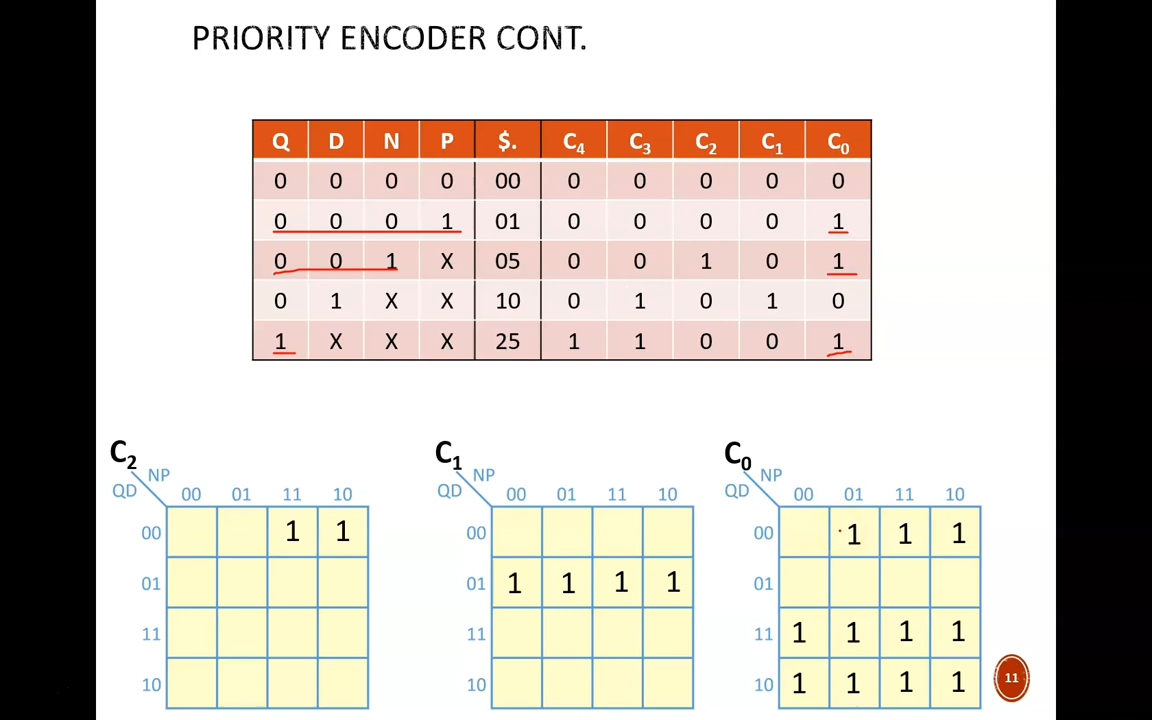 PRIORITY ENCODER CONT.
Q D N P $. C4 C3 C2 C1 C0
0 0 0 0 00 0 0 0 0 0
0 0 0 1 01 0 0 0 0 1
0 0 1 X 05 0 0 1 0 1
0 1 X X 10 0 1 0 1 0
1 X X X 25 1 1 0 0 1
C2
NP
QD 00 01 11 10
00 1 1
01
11
10
C1
NP
QD 00 01 11 10
00
01 1 1 1 1
11
10
C0
NP
QD 00 01 11 10
00 1 1 1
01
11 1 1 1 1
10 1 1 1 1
11